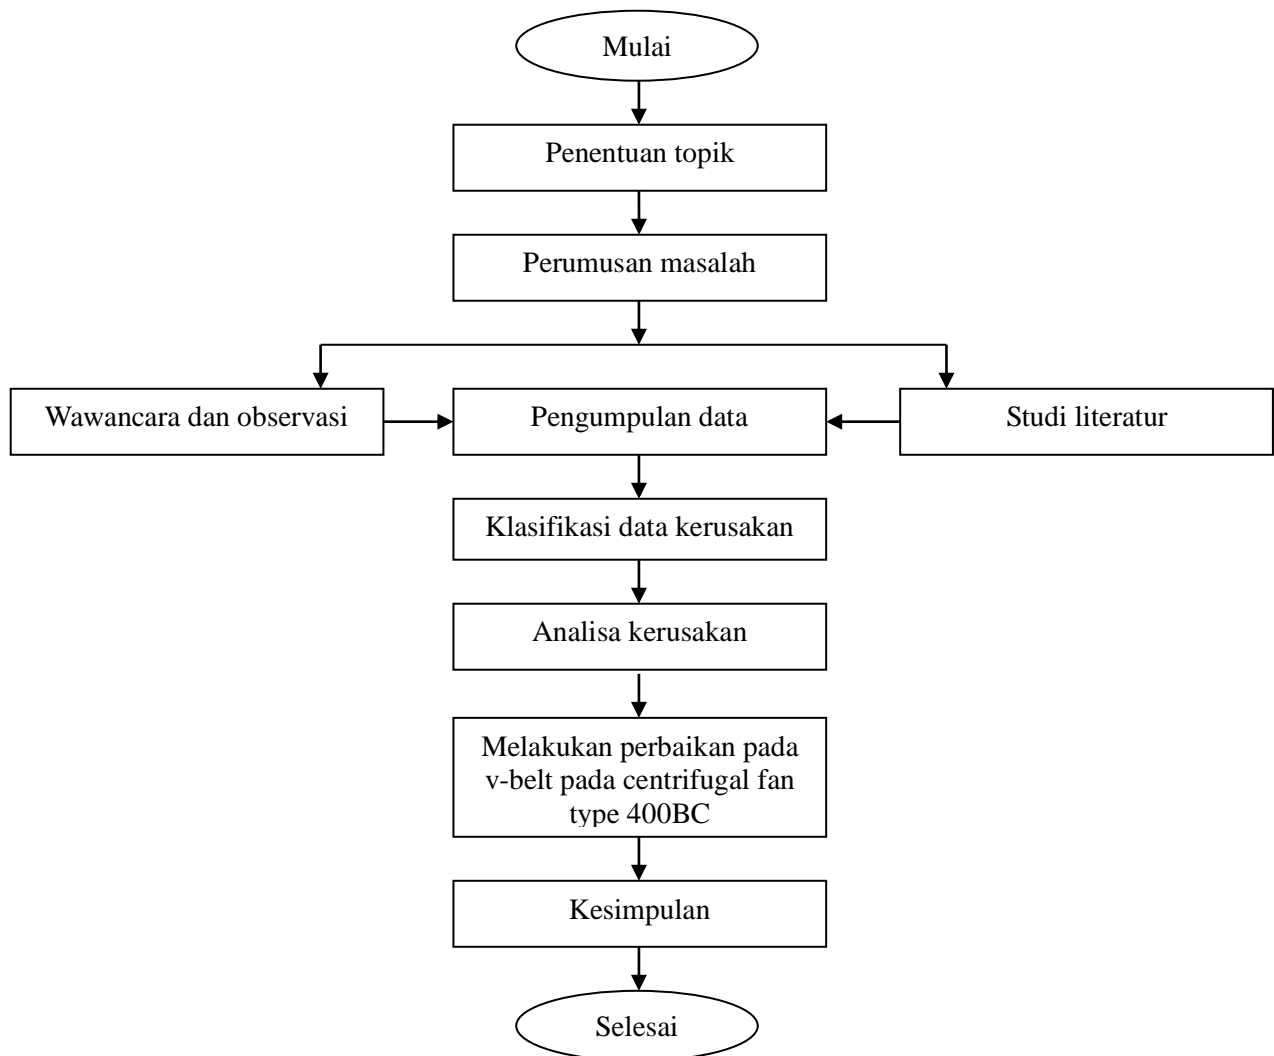 Mulai
Penentuan topik
Perumusan masalah
Wawancara dan observasi
Pengumpulan data
Studi literatur
Klasifikasi data kerusakan
Analisa kerusakan
Melakukan perbaikan pada
v-belt pada centrifugal fan
type 400BC
Kesimpulan
Selesai